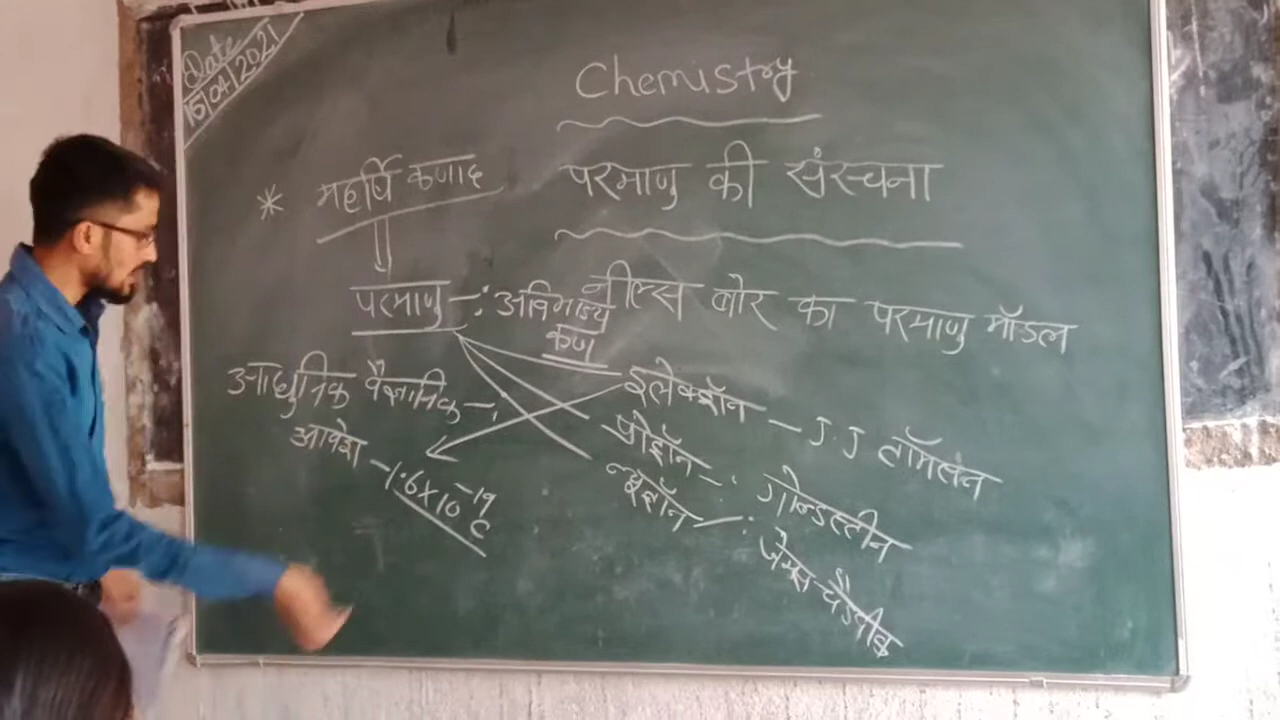 Date
15/04/2021
Chemistry
* महर्षि कणाद
परमाणु की संरचना
परमाणु -: अविभाज्य
कण
नील्स बोर का परमाणु मॉडल
आधुनिक वैज्ञानिक -:
आवेश - 1.6×10⁻¹⁹ C
इलेक्ट्रॉन - J.J टॉमसन
प्रोट्रॉन -: गोल्डस्टीन
न्यूट्रॉन -: जेम्स-चैडवीक